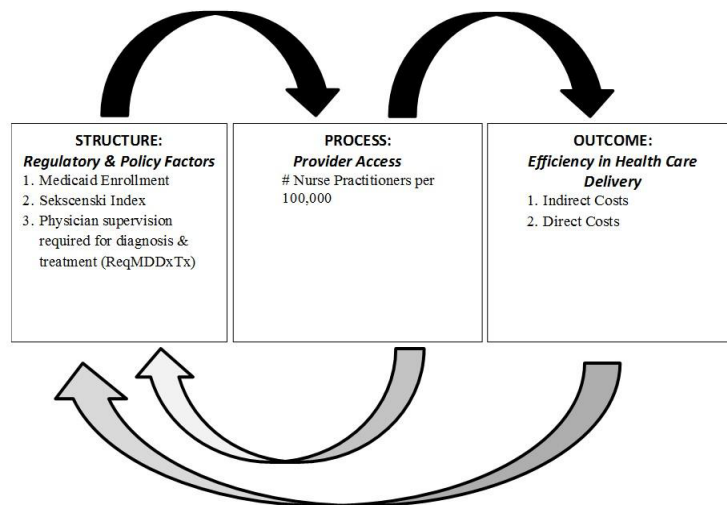 STRUCTURE:
Regulatory & Policy Factors
1. Medicaid Enrollment
2. Sekscenski Index
3. Physician supervision
required for diagnosis &
treatment (ReqMDDxTx)
PROCESS:
Provider Access
# Nurse Practitioners per
100,000
OUTCOME:
Efficiency in Health Care
Delivery
1. Indirect Costs
2. Direct Costs